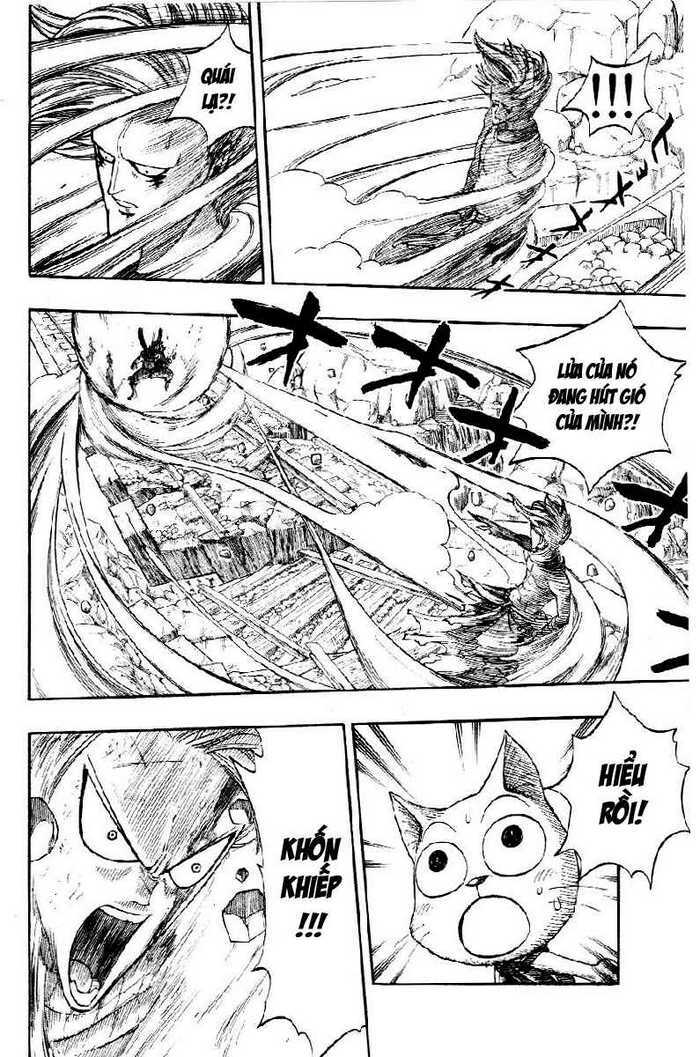 QUÁI
LẠ?!
!!!
LỬA CỦA NÓ
ĐANG HÚT GIÓ
CỦA MÌNH?!
HIỂU
RỒI!
KHỐN
KHIẾP
!!!